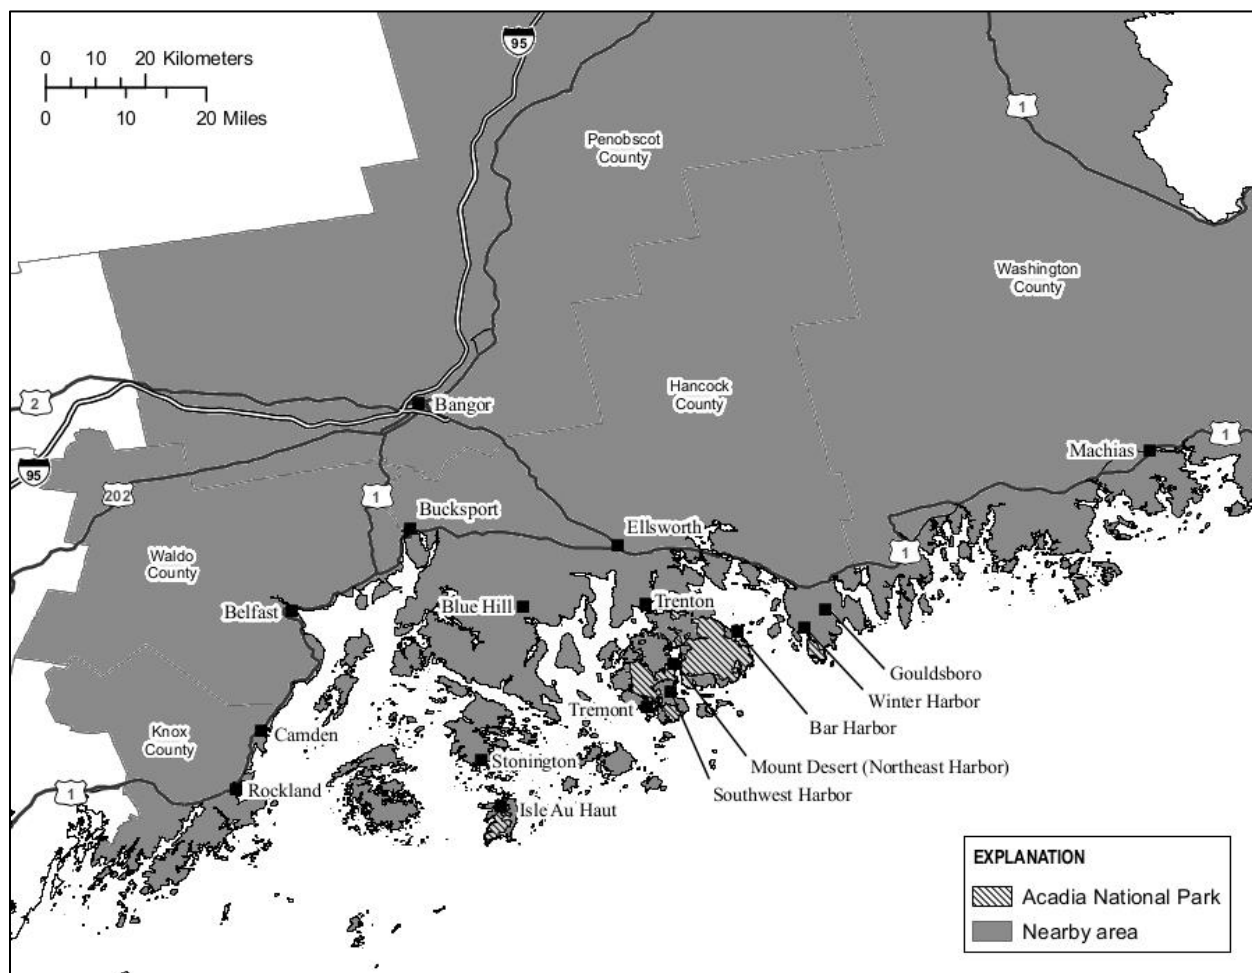 0 10 20 Kilometers
0 10 20 Miles
95
1
Penobscot
County
Washington
County
Hancock
County
2
Bangor
95
202
1
Machias
1
Bucksport
Ellsworth
1
Waldo
County
Belfast
Blue Hill
Trenton
Gouldsboro
Winter Harbor
Tremont
Bar Harbor
Knox
County
Camden
Stonington
Mount Desert (Northeast Harbor)
Southwest Harbor
1
Rockland
Isle Au Haut
EXPLANATION
Acadia National Park
Nearby area